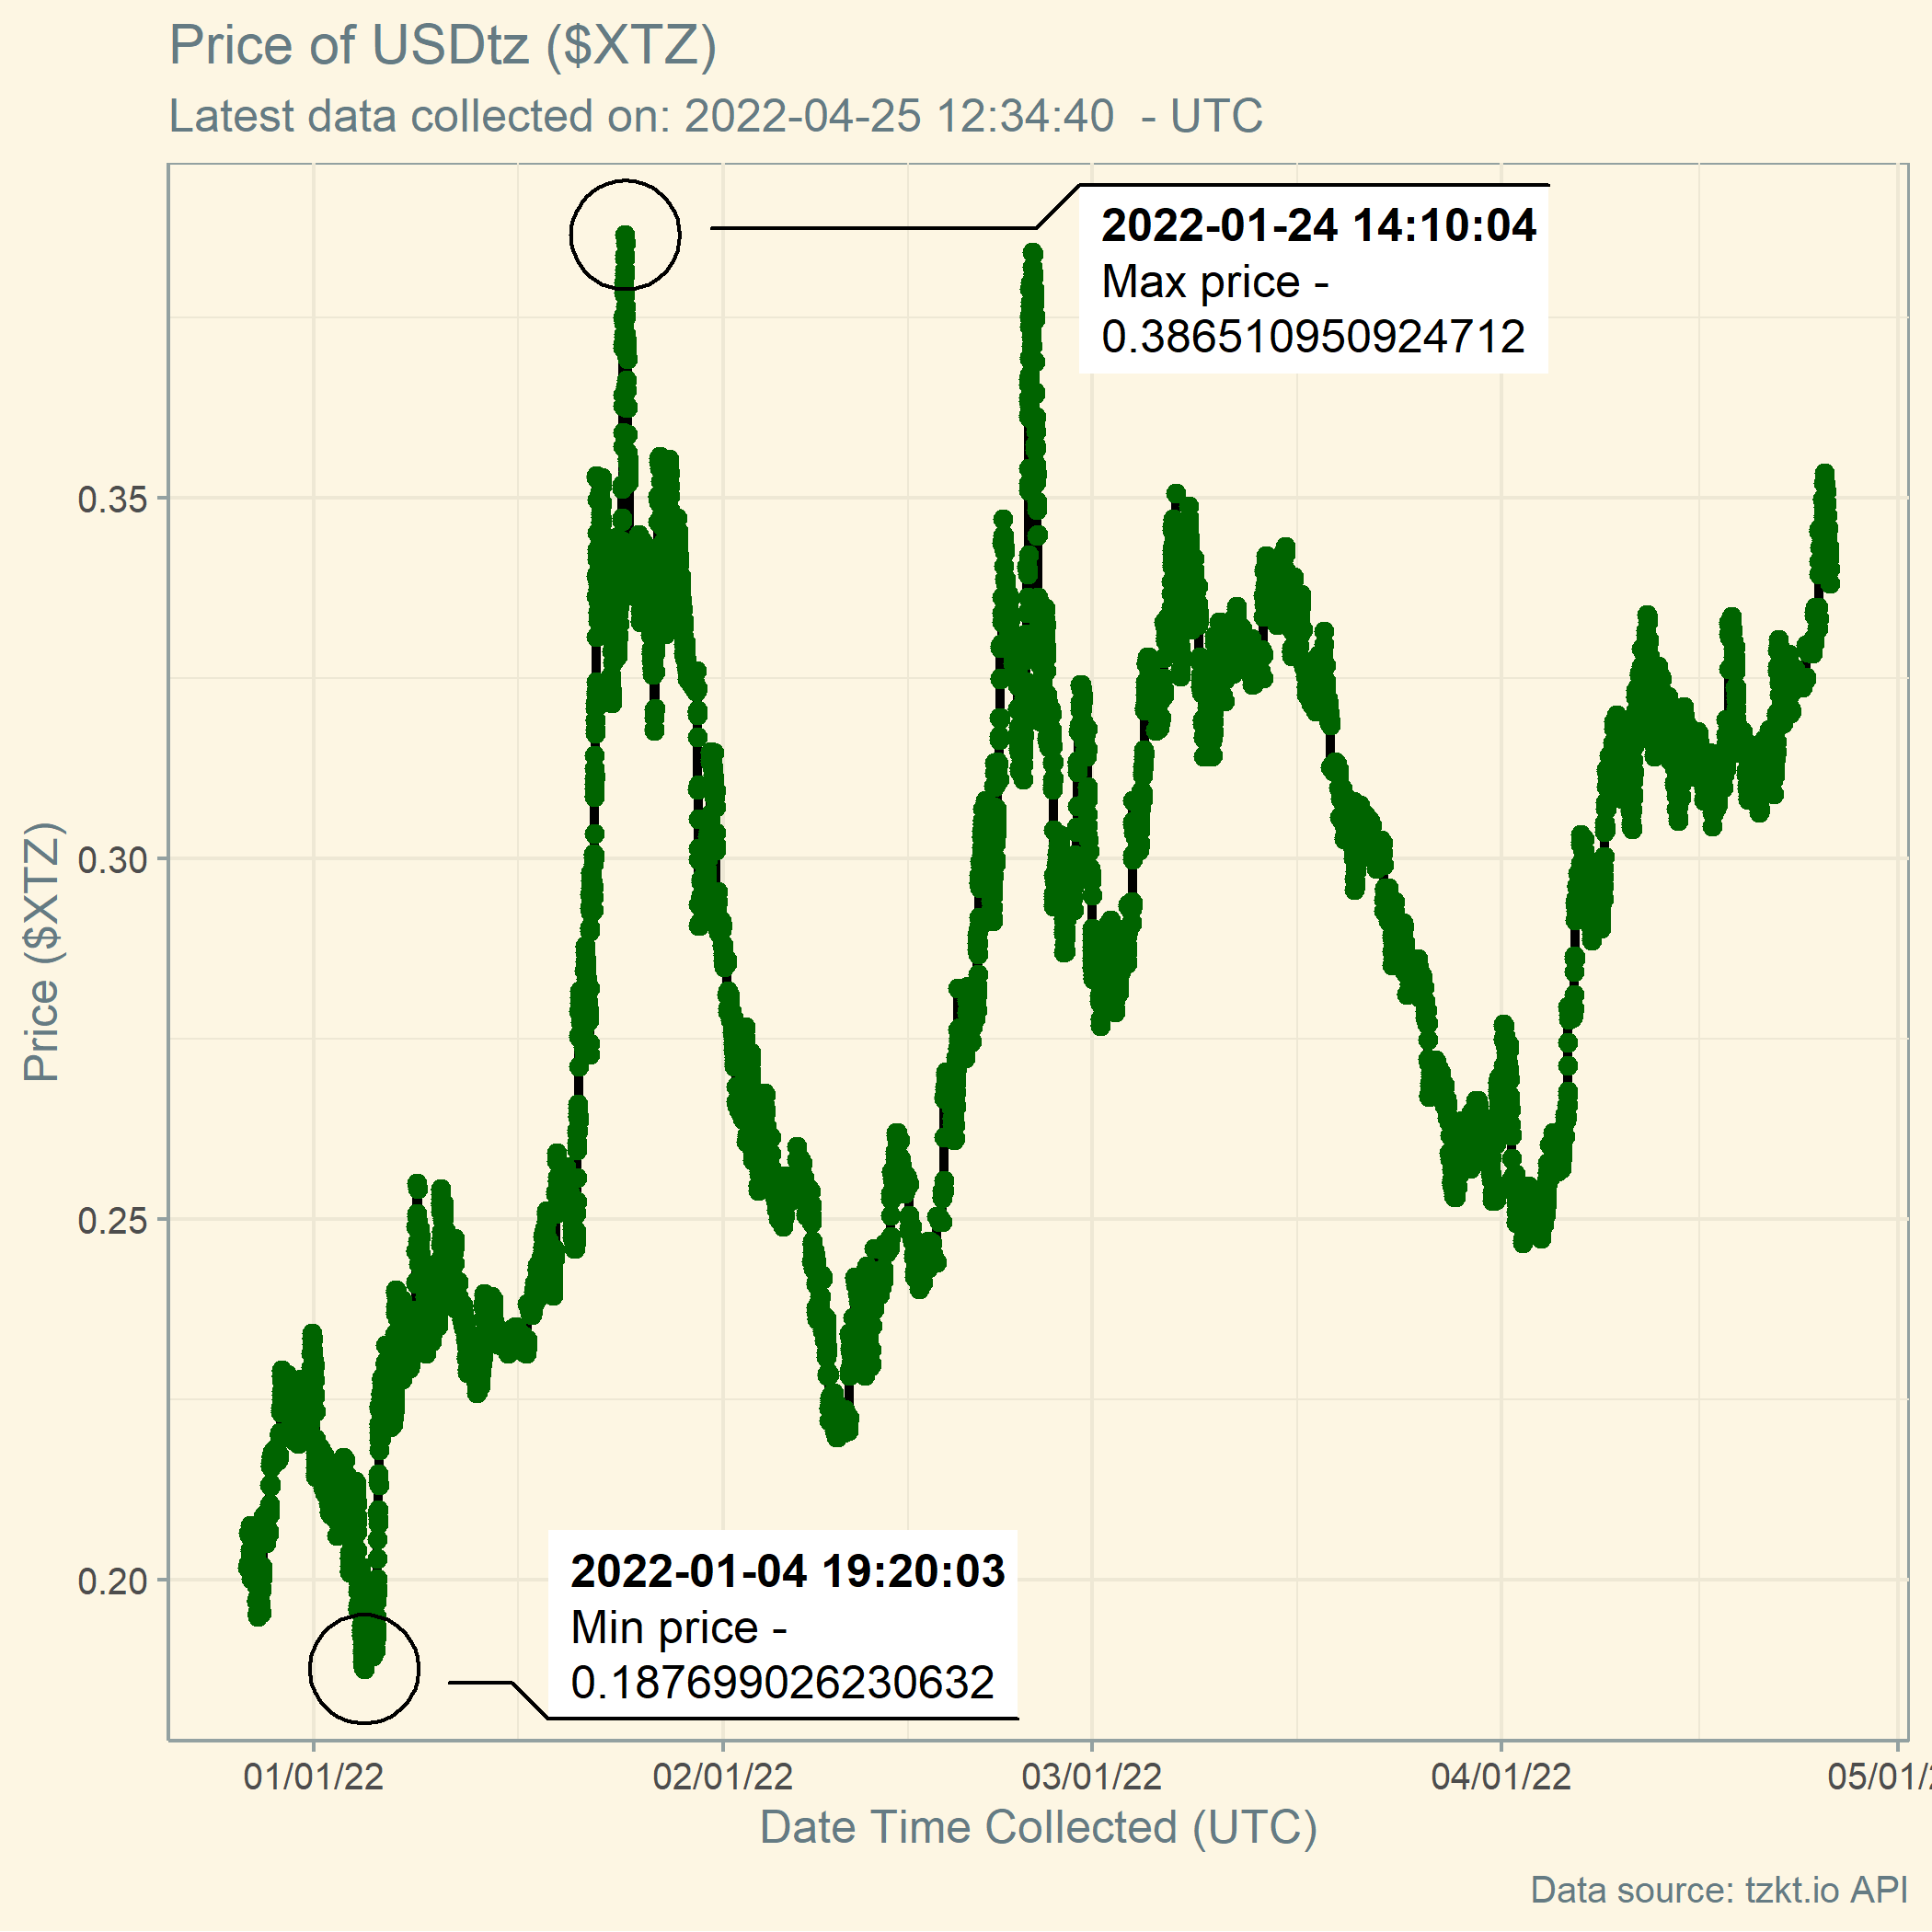 Price of USDtz ($XTZ)
Latest data collected on: 2022-04-25 12:34:40  - UTC
2022-01-24 14:10:04
Max price -
0.386510950924712
0.35
0.30
0.25
0.20
Price ($XTZ)
2022-01-04 19:20:03
Min price -
0.187699026230632
01/01/22
02/01/22
03/01/22
04/01/22
05/01/2
Date Time Collected (UTC)
Data source: tzkt.io API